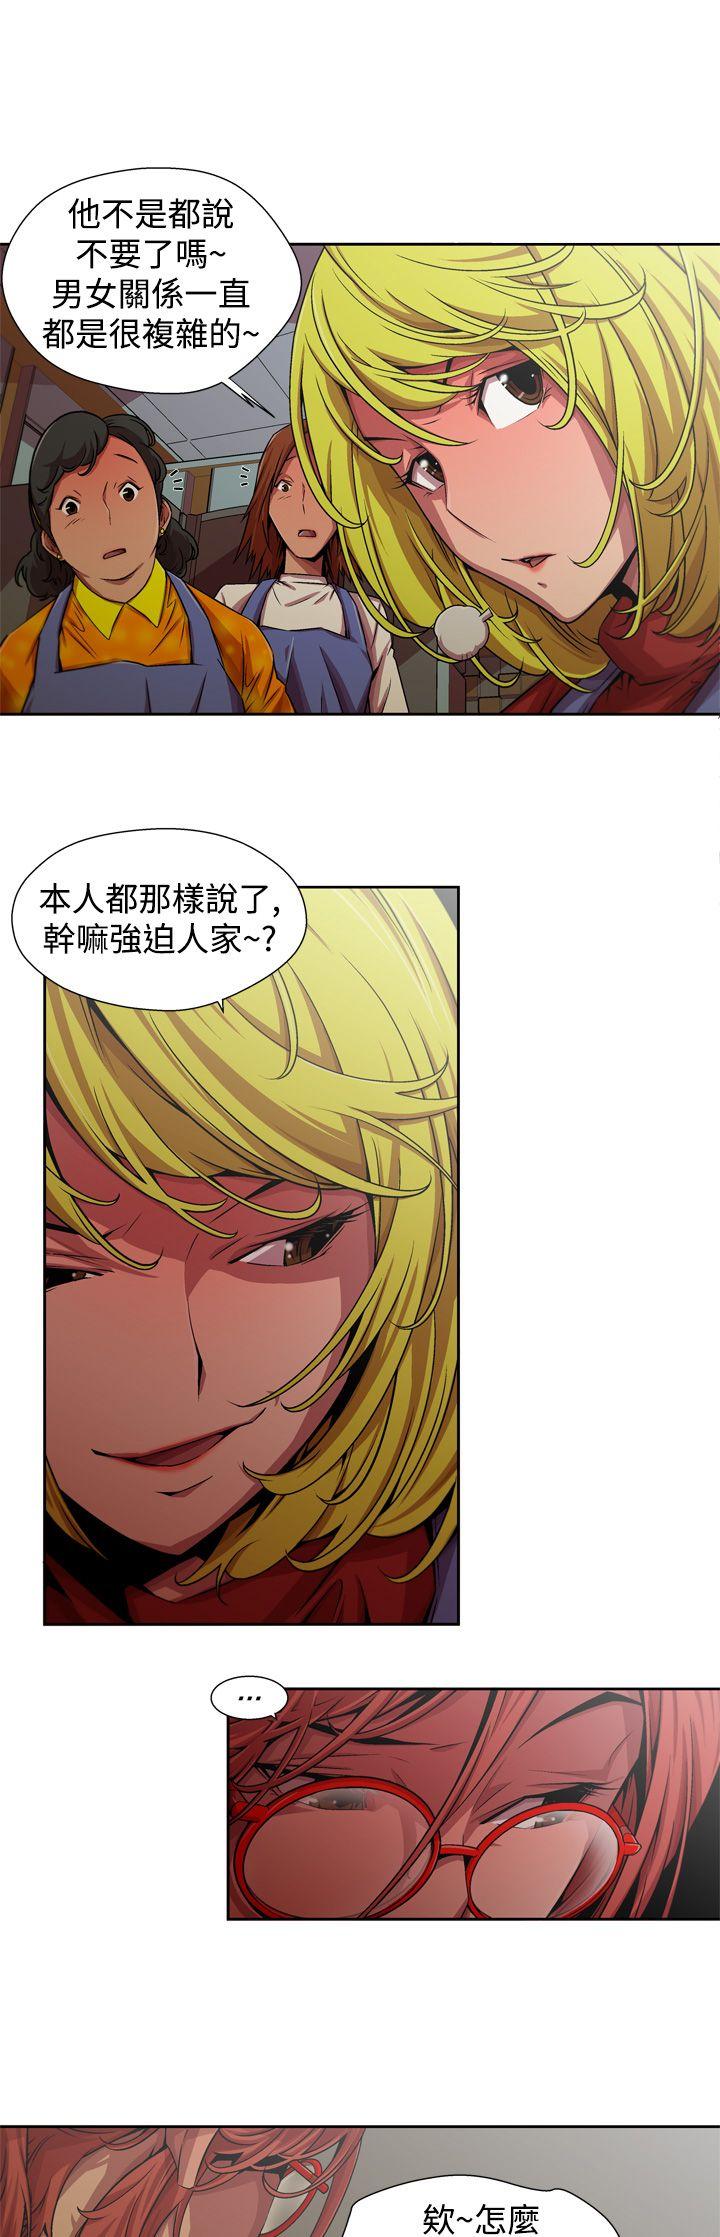 他不是都說
不要了嗎~
男女關係一直
都是很複雜的~
本人都那樣說了,
幹嘛強迫人家~?
...
欸~怎麼